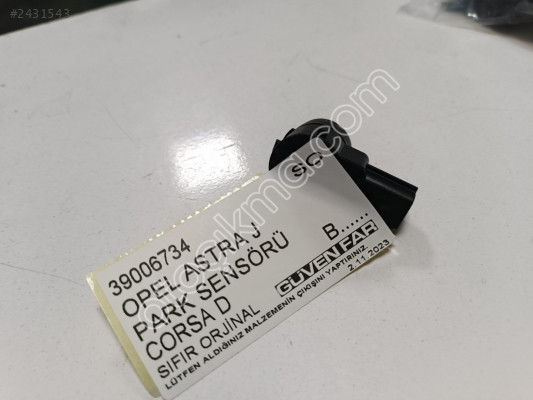 #2431543
SC
39006734
OPEL ASTRA J
PARK SENSÖRÜ
CORSA D
B......
SIFIR ORJİNAL
GÜVEN FAR
LÜTFEN ALDIĞINIZ MALZEMENİN ÇIKIŞINI YAPTIRINIZ.
2.11.2023